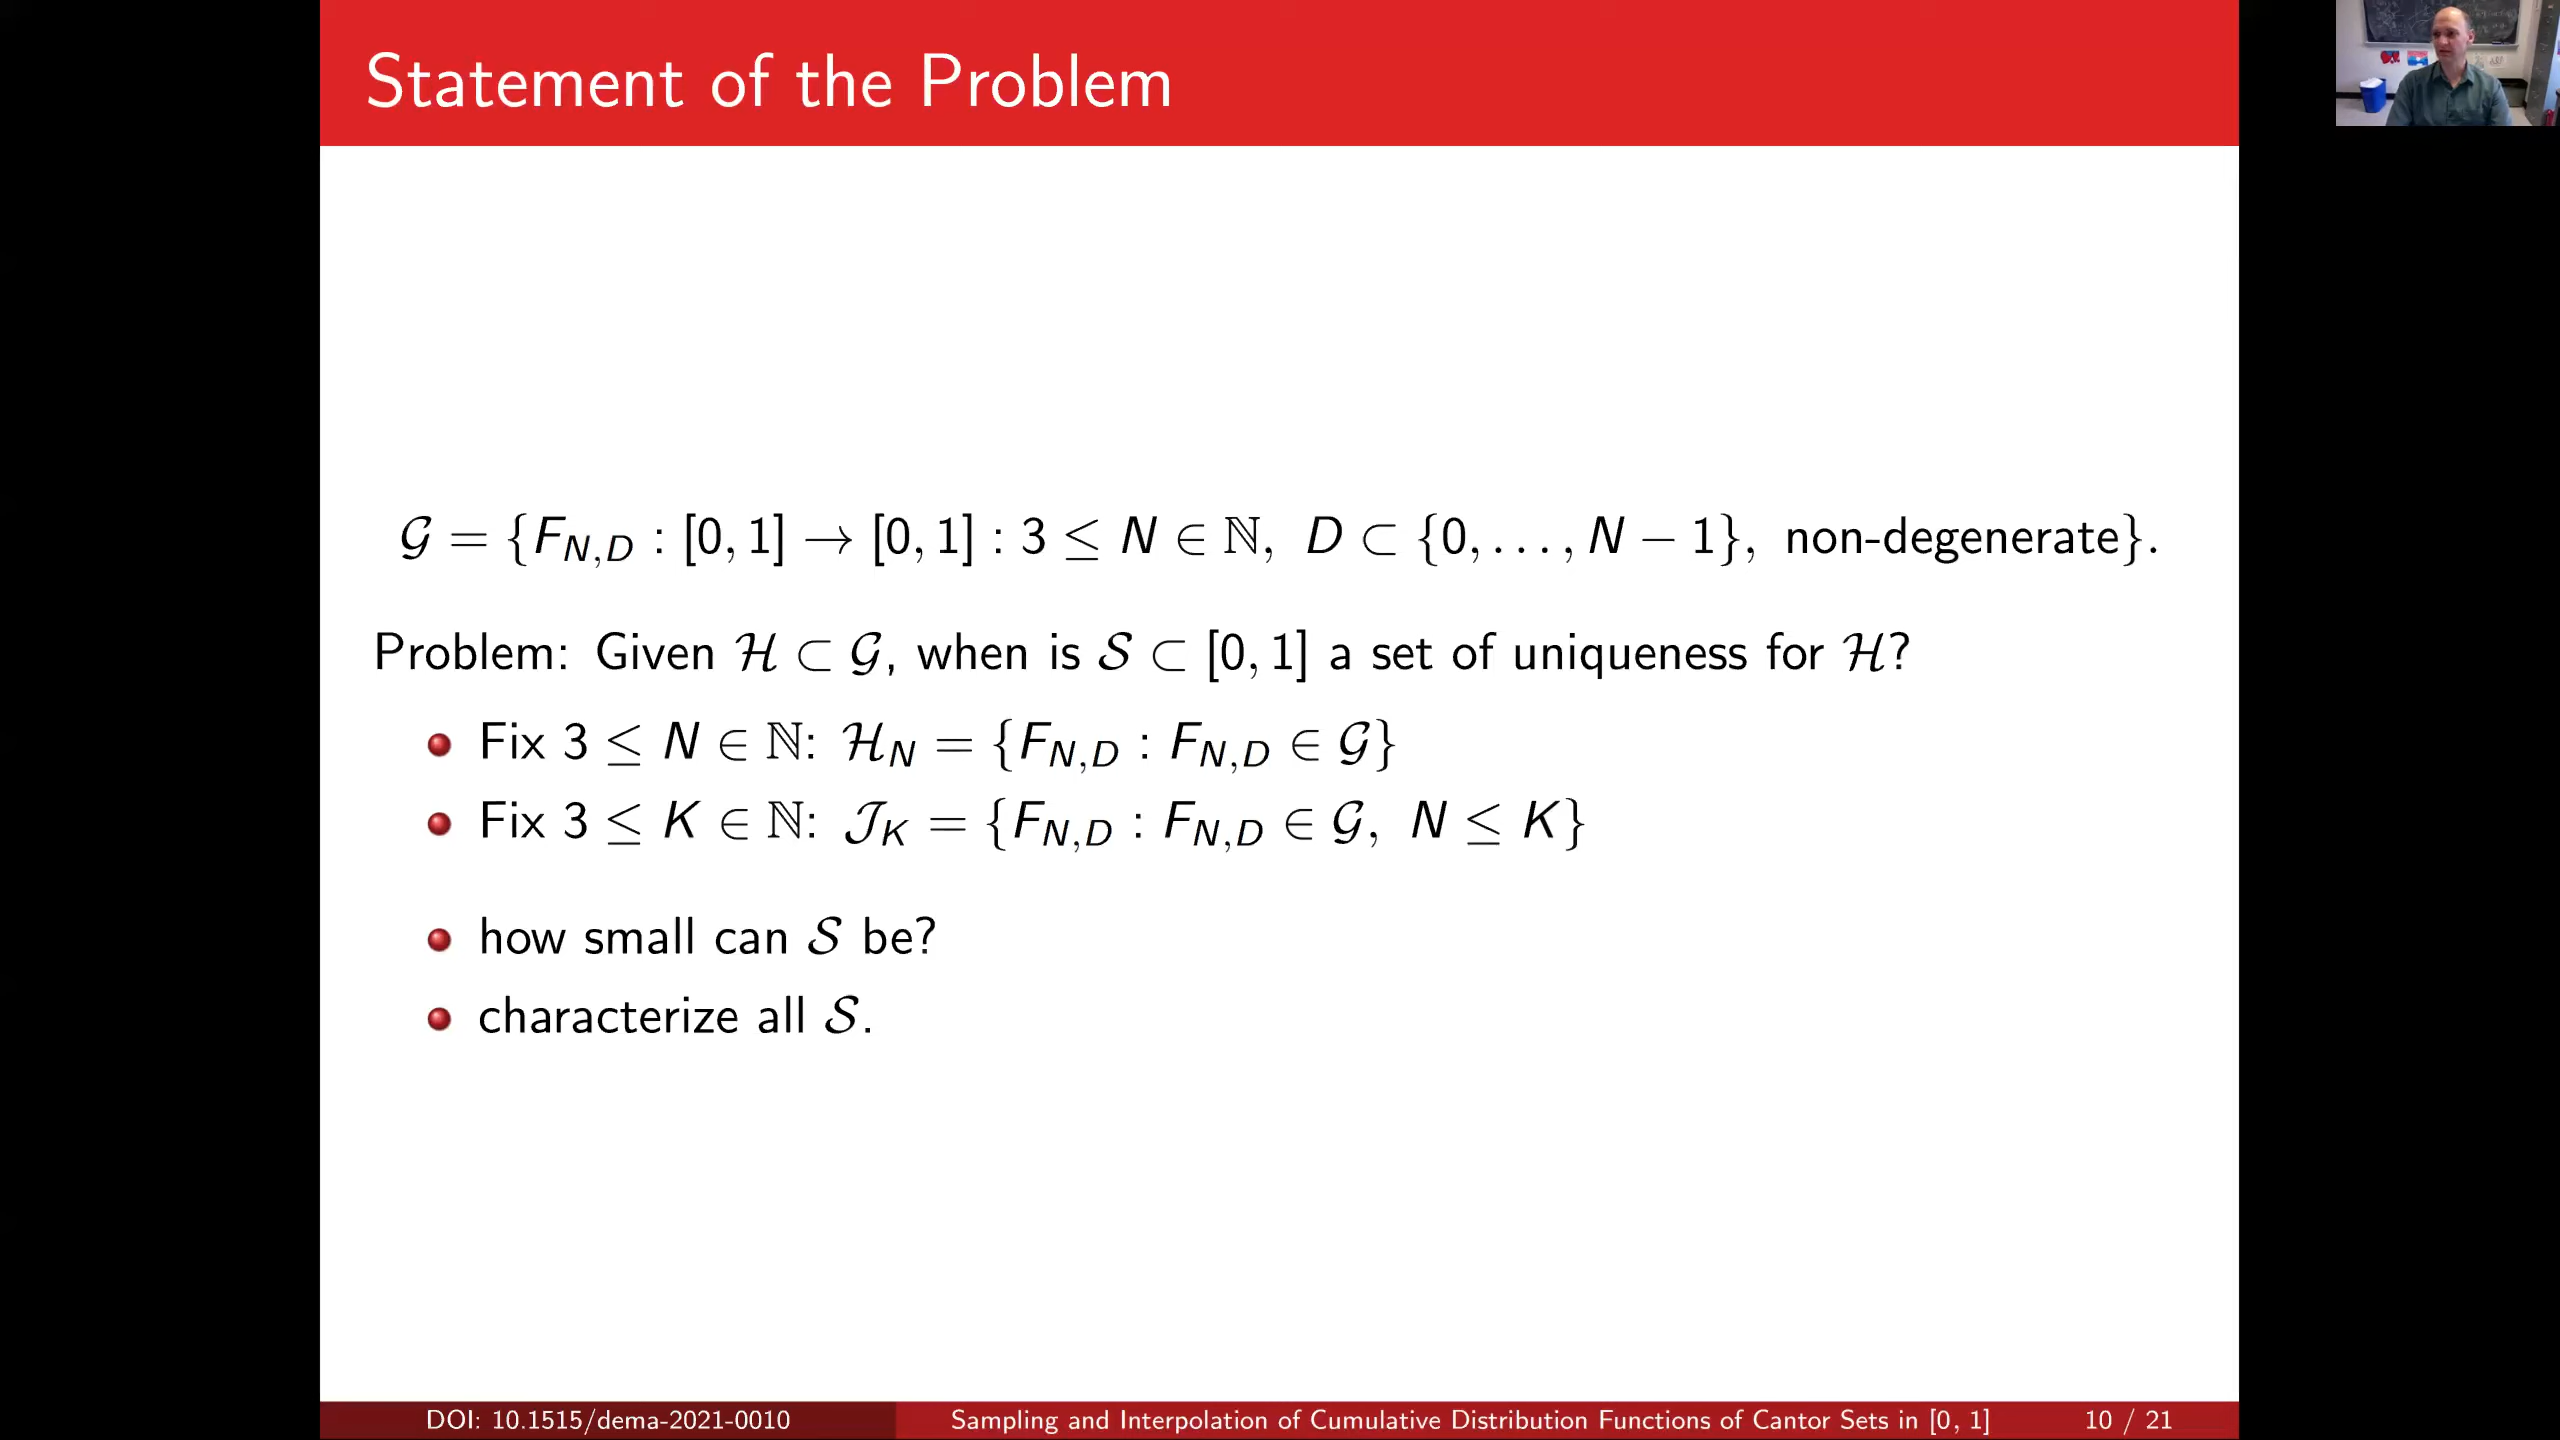 Statement of the Problem
𝒢 = {F_{N,D} : [0, 1] → [0, 1] : 3 ≤ N ∈ ℕ, D ⊂ {0, . . . , N − 1}, non-degenerate}.
Problem: Given ℋ ⊂ 𝒢, when is 𝒮 ⊂ [0, 1] a set of uniqueness for ℋ?
Fix 3 ≤ N ∈ ℕ: ℋ_N = {F_{N,D} : F_{N,D} ∈ 𝒢}
Fix 3 ≤ K ∈ ℕ: 𝒥_K = {F_{N,D} : F_{N,D} ∈ 𝒢, N ≤ K}
how small can 𝒮 be?
characterize all 𝒮.
DOI: 10.1515/dema-2021-0010
Sampling and Interpolation of Cumulative Distribution Functions of Cantor Sets in [0, 1]
10 / 21